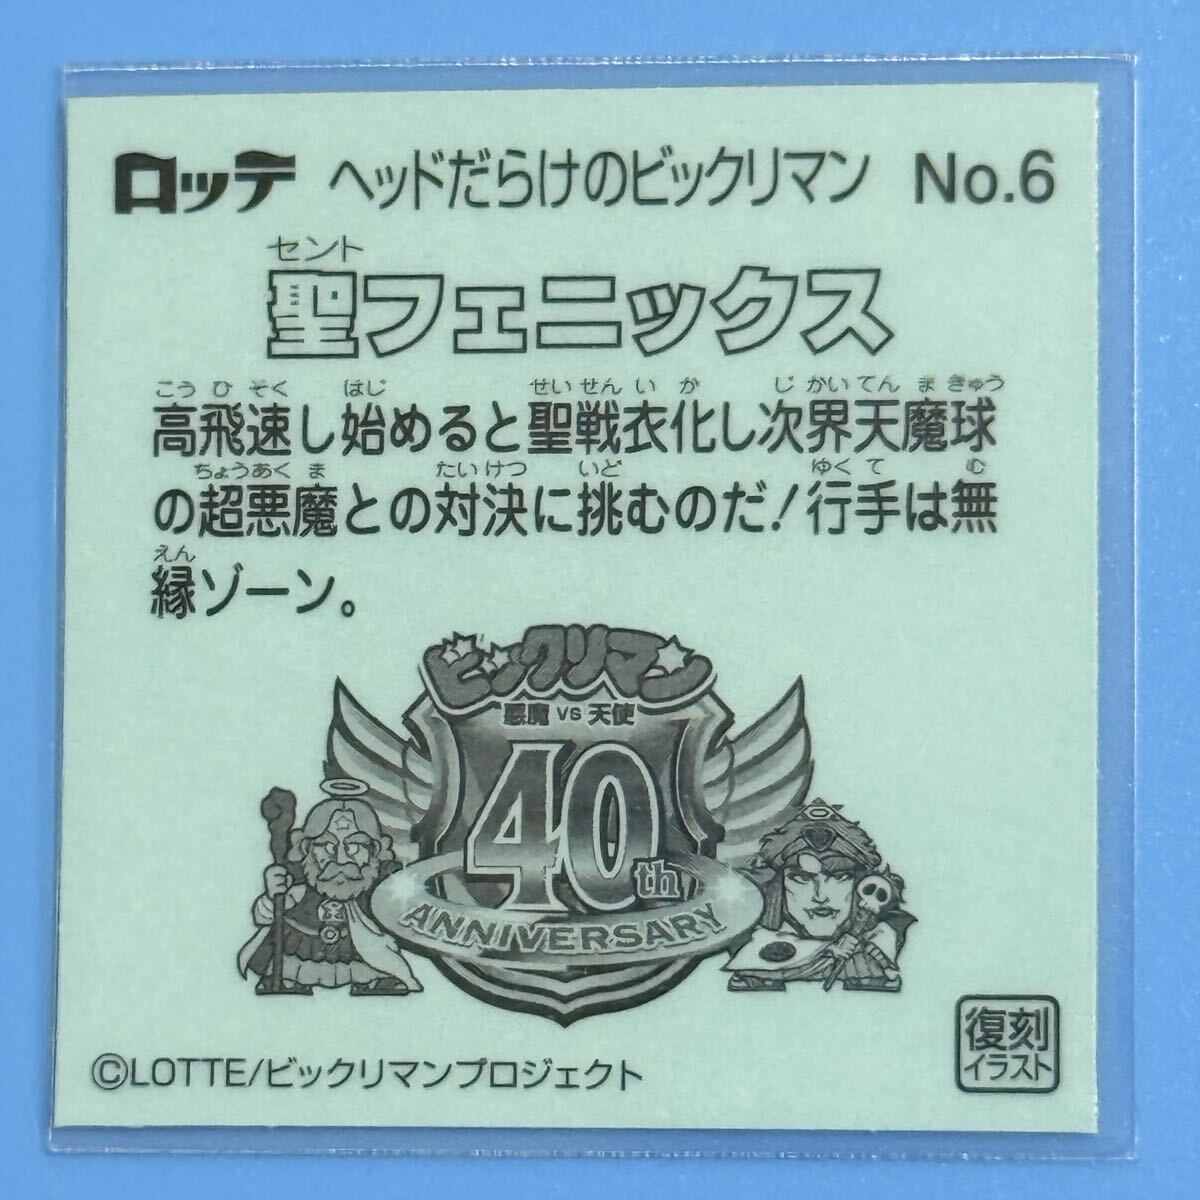 ロッテ ヘッドだらけのビックリマン No.6
セント
聖フェニックス
こうひそく はじ せいせんいか じかいてんまきゅう
高飛速し始めると聖戦衣化し次界天魔球
ちょうあくま たいけつ いど ゆくて む
の超悪魔との対決に挑むのだ!行手は無
えん
縁ゾーン。
ビックリマン
悪魔 VS 天使
40th
ANNIVERSARY
復刻
イラスト
©LOTTE/ビックリマンプロジェクト